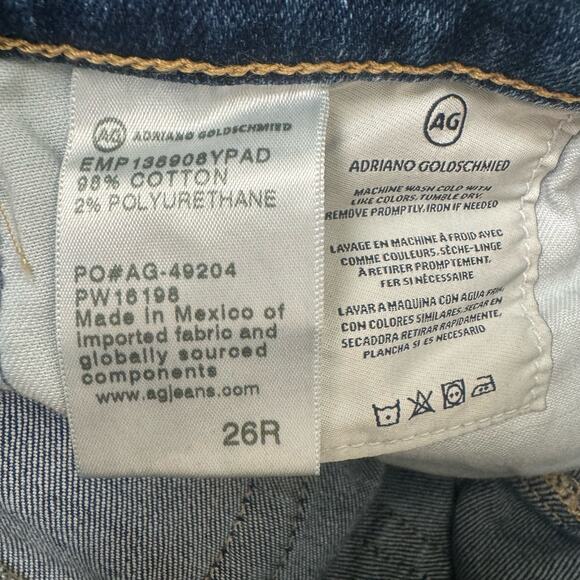 AG ADRIANO GOLDSCHMIED
EMP138908YPAD
98% COTTON
2% POLYURETHANE
PO#AG-49204
PW16198
Made in Mexico of
imported fabric and
globally sourced
components
www.agjeans.com
26R
AG
ADRIANO GOLDSCHMIED
MACHINE WASH COLD WITH
LIKE COLORS, TUMBLE DRY,
REMOVE PROMPTLY, IRON IF NEEDED
LAVAGE EN MACHINE À FROID AVEC
COMME COULEURS, SÈCHE-LINGE
À RETIRER PROMPTEMENT,
FER SI NÉCESSAIRE
LAVAR A MAQUINA CON AGUA FRIA,
CON COLORES SIMILARES, SECAR EN
SECADORA RETIRAR RAPIDAMENTE,
PLANCHA SI ES NECESARIO